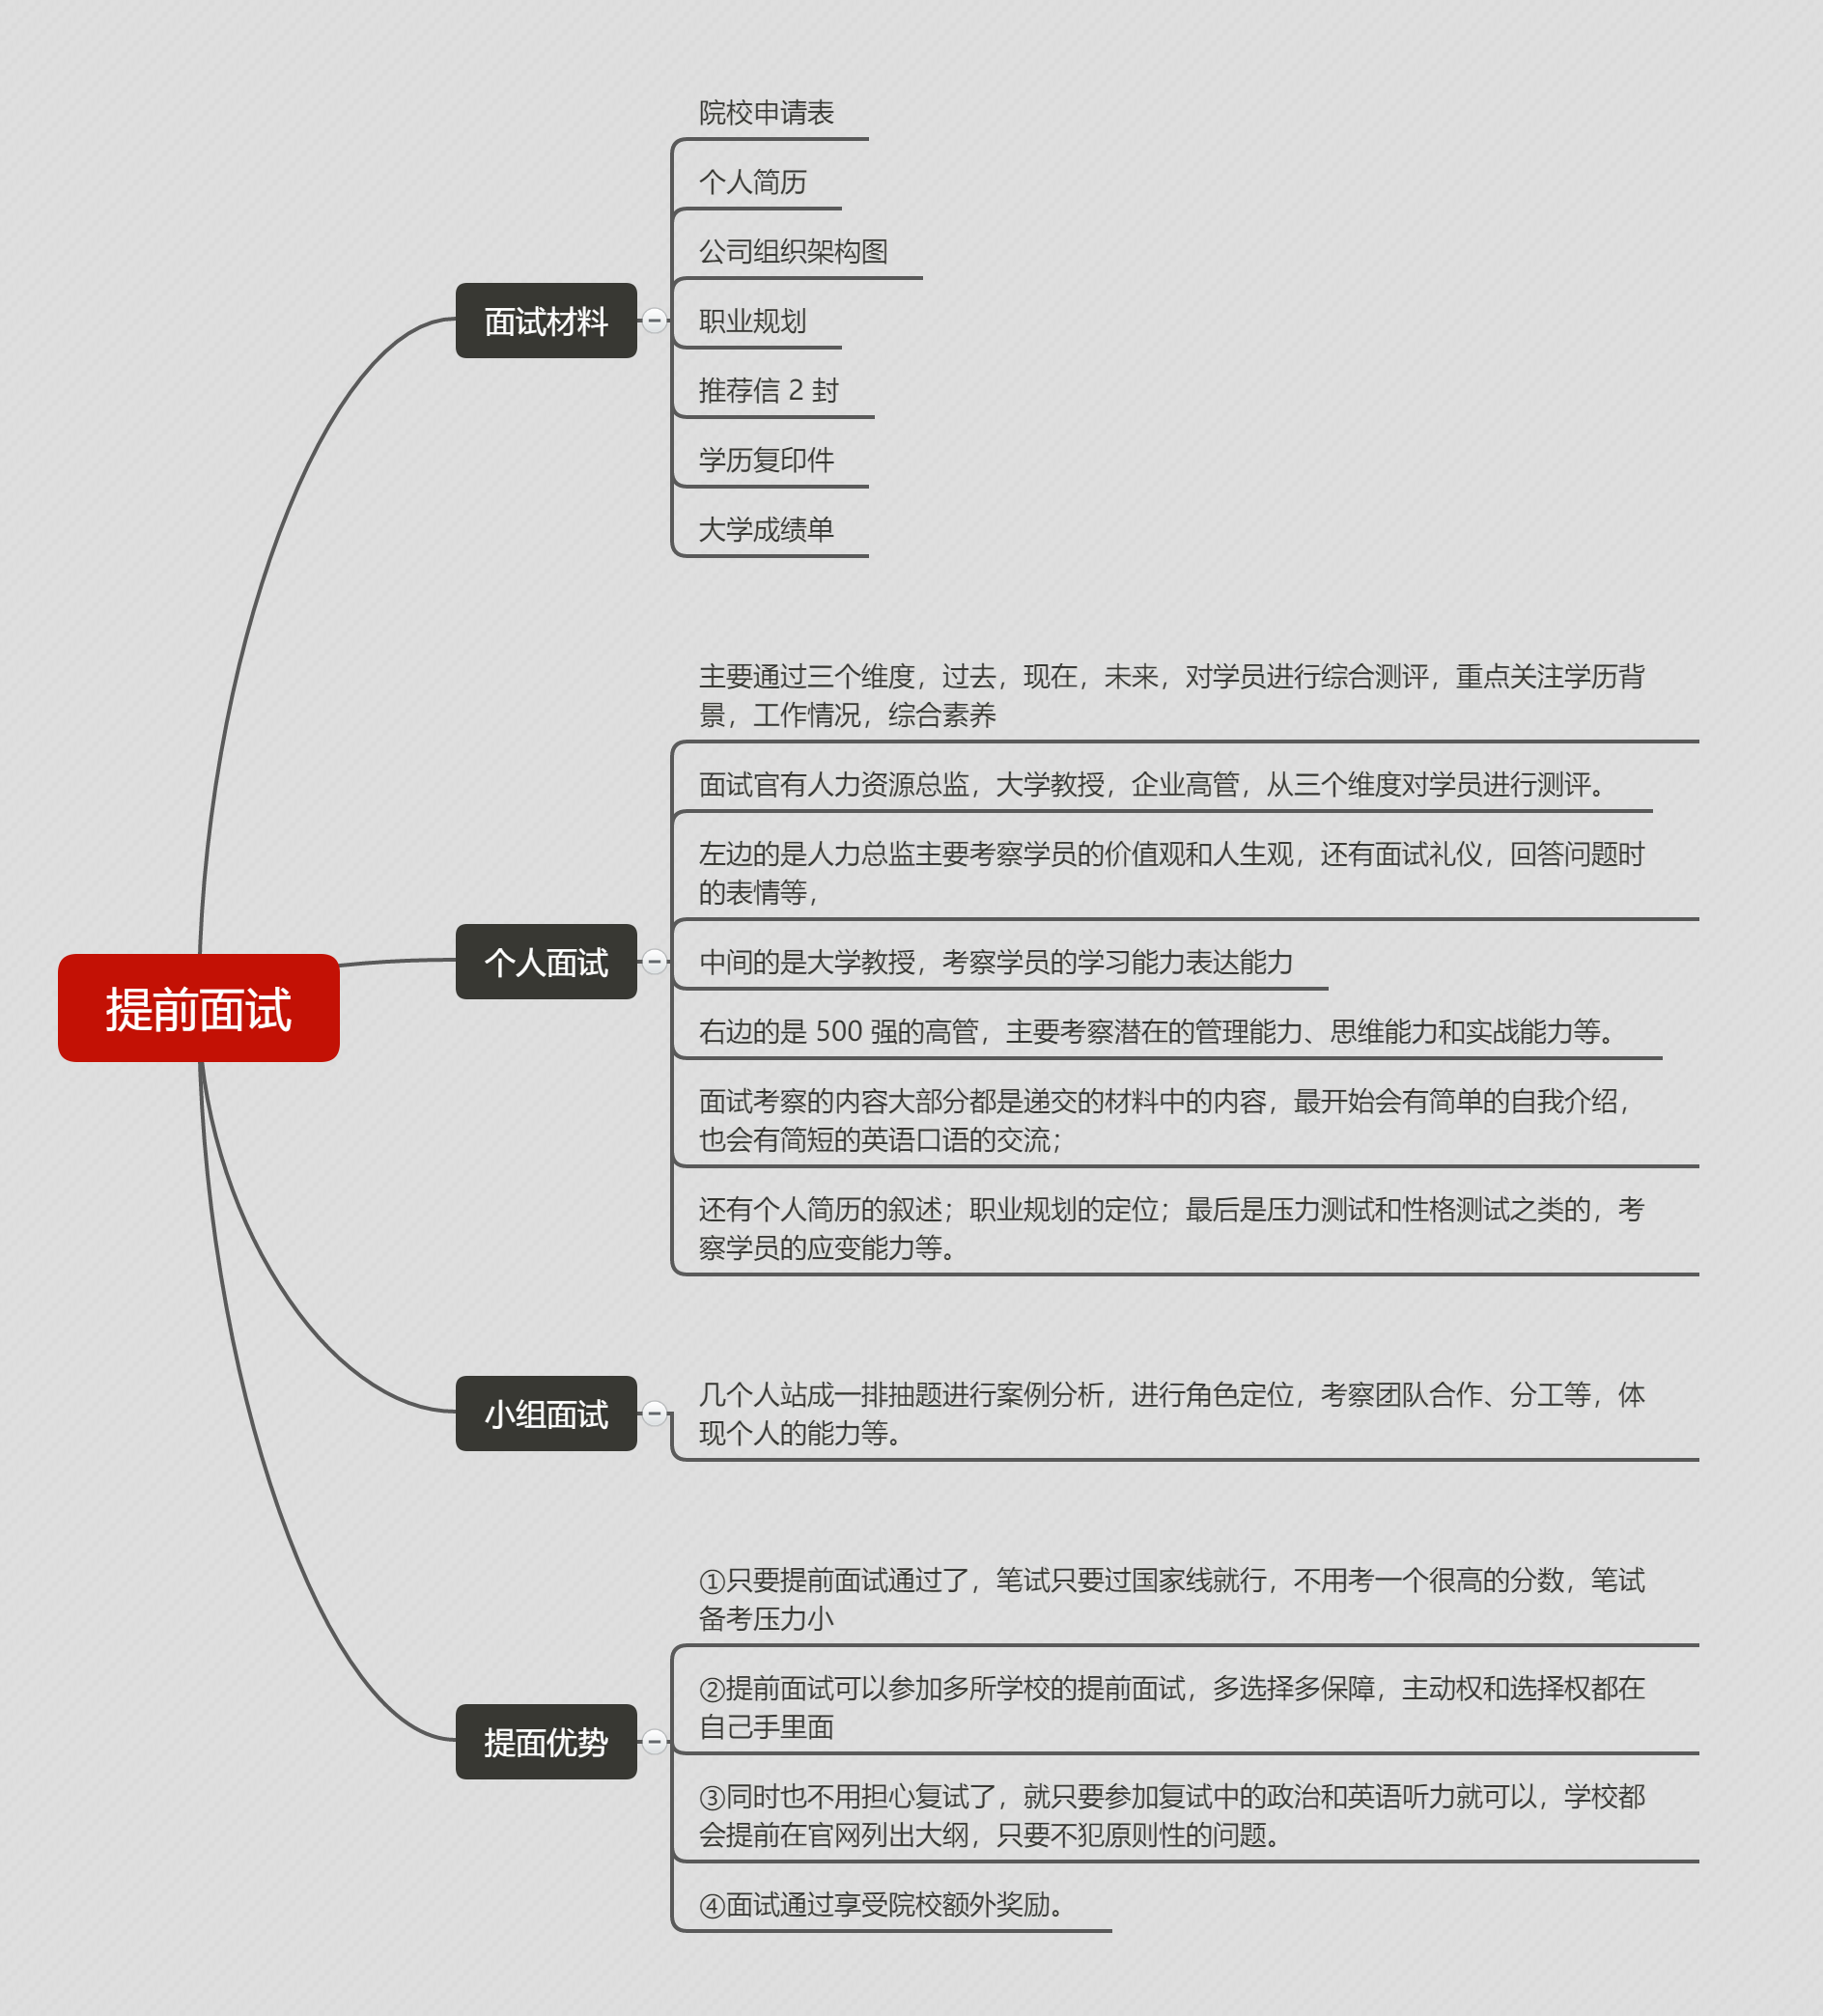 提前面试
面试材料
院校申请表
个人简历
公司组织架构图
职业规划
推荐信 2 封
学历复印件
大学成绩单
个人面试
主要通过三个维度，过去，现在，未来，对学员进行综合测评，重点关注学历背
景，工作情况，综合素养
面试官有人力资源总监，大学教授，企业高管，从三个维度对学员进行测评。
左边的是人力总监主要考察学员的价值观和人生观，还有面试礼仪，回答问题时
的表情等，
中间的是大学教授，考察学员的学习能力表达能力
右边的是 500 强的高管，主要考察潜在的管理能力、思维能力和实战能力等。
面试考察的内容大部分都是递交的材料中的内容，最开始会有简单的自我介绍，
也会有简短的英语口语的交流；
还有个人简历的叙述；职业规划的定位；最后是压力测试和性格测试之类的，考
察学员的应变能力等。
小组面试
几个人站成一排抽题进行案例分析，进行角色定位，考察团队合作、分工等，体
现个人的能力等。
提面优势
①只要提前面试通过了，笔试只要过国家线就行，不用考一个很高的分数，笔试
备考压力小
②提前面试可以参加多所学校的提前面试，多选择多保障，主动权和选择权都在
自己手里面
③同时也不用担心复试了，就只要参加复试中的政治和英语听力就可以，学校都
会提前在官网列出大纲，只要不犯原则性的问题。
④面试通过享受院校额外奖励。